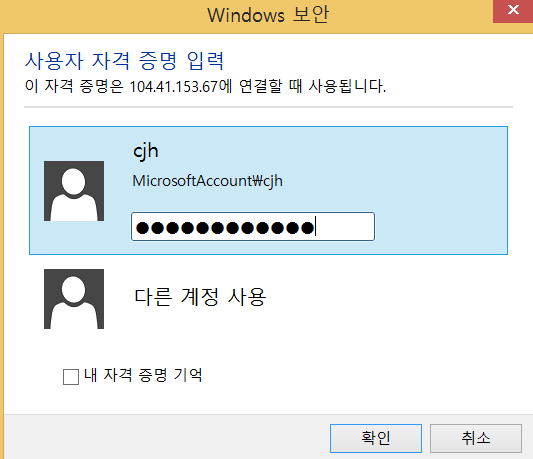 Windows 보안
사용자 자격 증명 입력
이 자격 증명은 104.41.153.67에 연결할 때 사용됩니다.
cjh
MicrosoftAccount₩cjh
●●●●●●●●●●●●
다른 계정 사용
내 자격 증명 기억
확인
취소